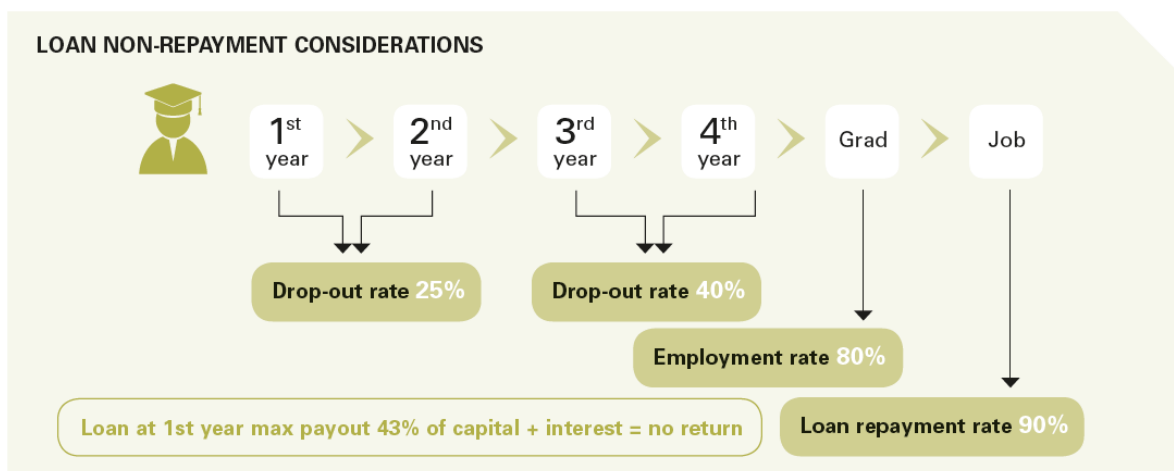 LOAN NON-REPAYMENT CONSIDERATIONS
1st year
2nd year
3rd year
4th year
Grad
Job
Drop-out rate 25%
Drop-out rate 40%
Employment rate 80%
Loan at 1st year max payout 43% of capital + interest = no return
Loan repayment rate 90%